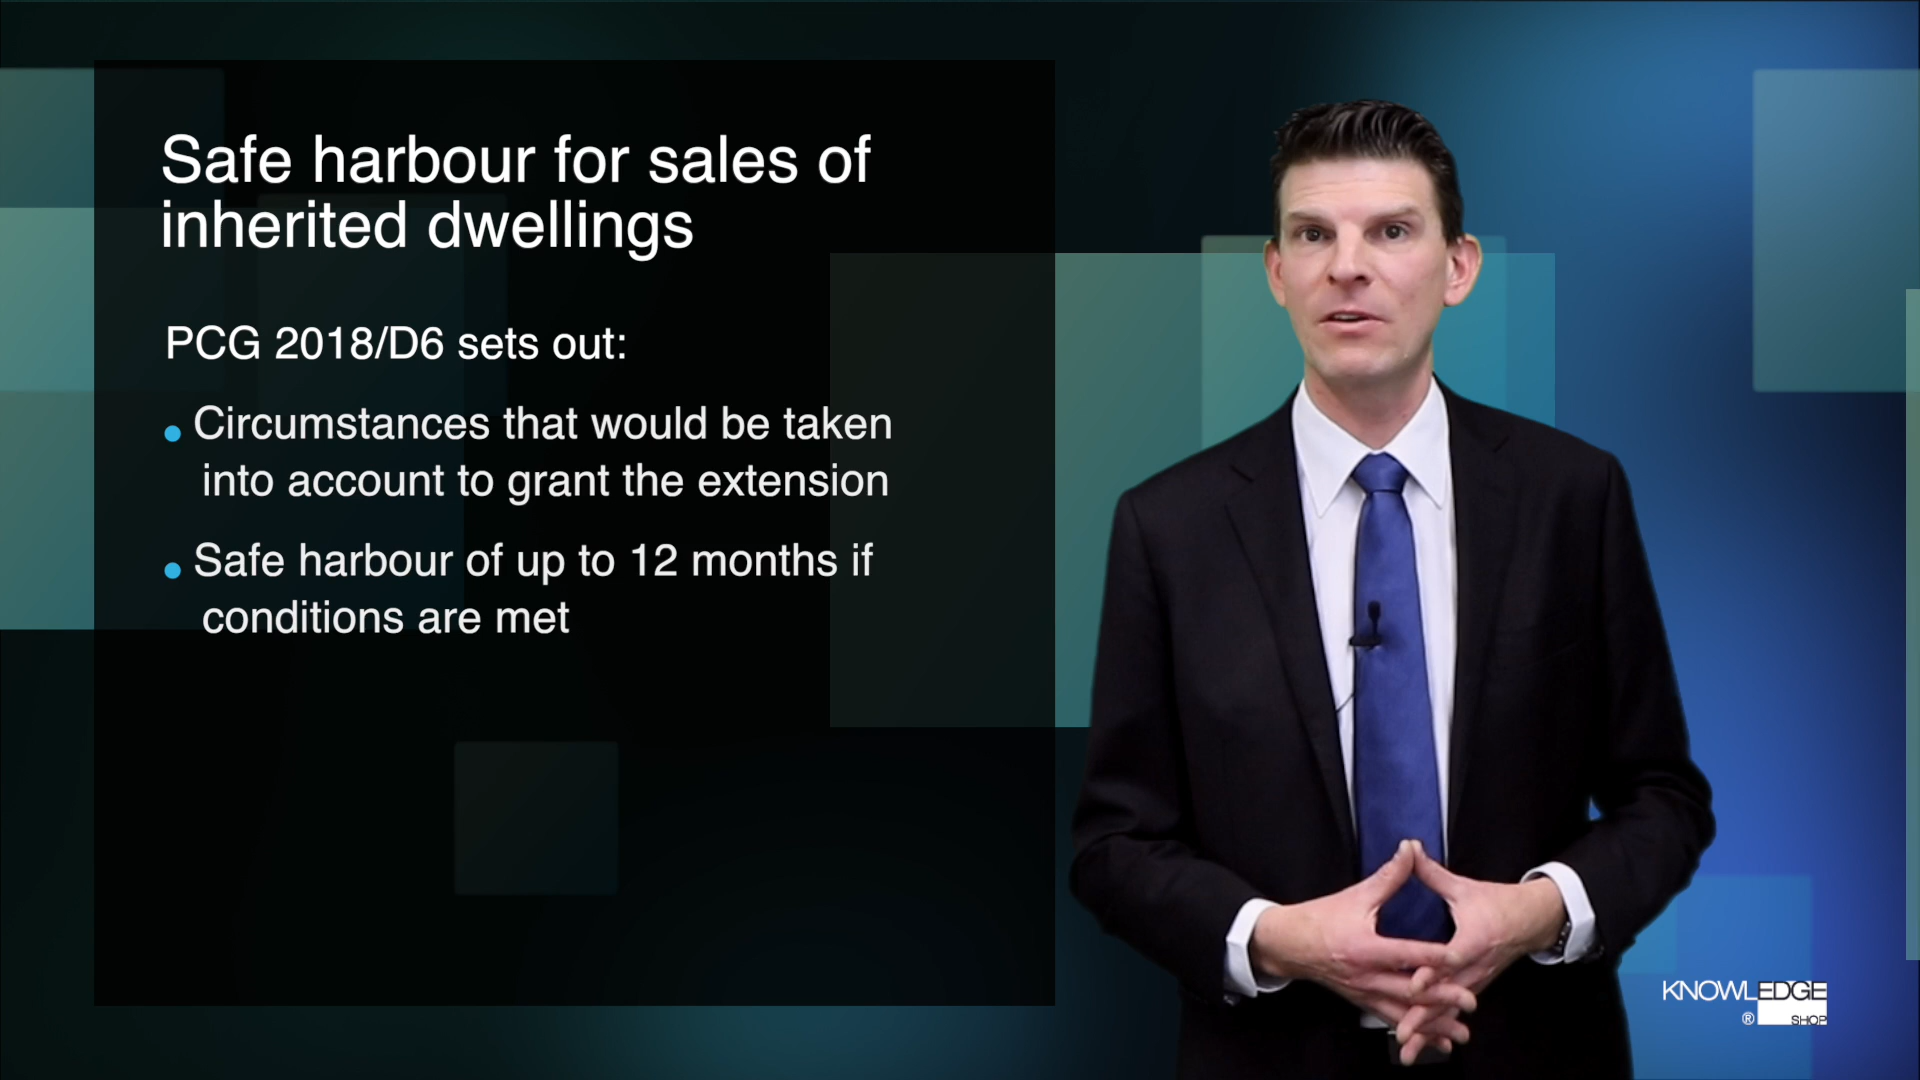 Safe harbour for sales of
inherited dwellings
PCG 2018/D6 sets out:
• Circumstances that would be taken
into account to grant the extension
• Safe harbour of up to 12 months if
conditions are met
KNOWLEDGE
® SHOP